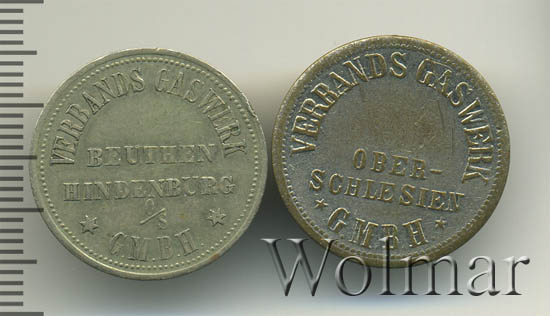 VERBANDS GASWERK
BEUTHEN
HINDENBURG
O/S
G.M.B.H
VERBANDS GASWERK
OBER-
SCHLESIEN
G.M.B.H
Wolmar